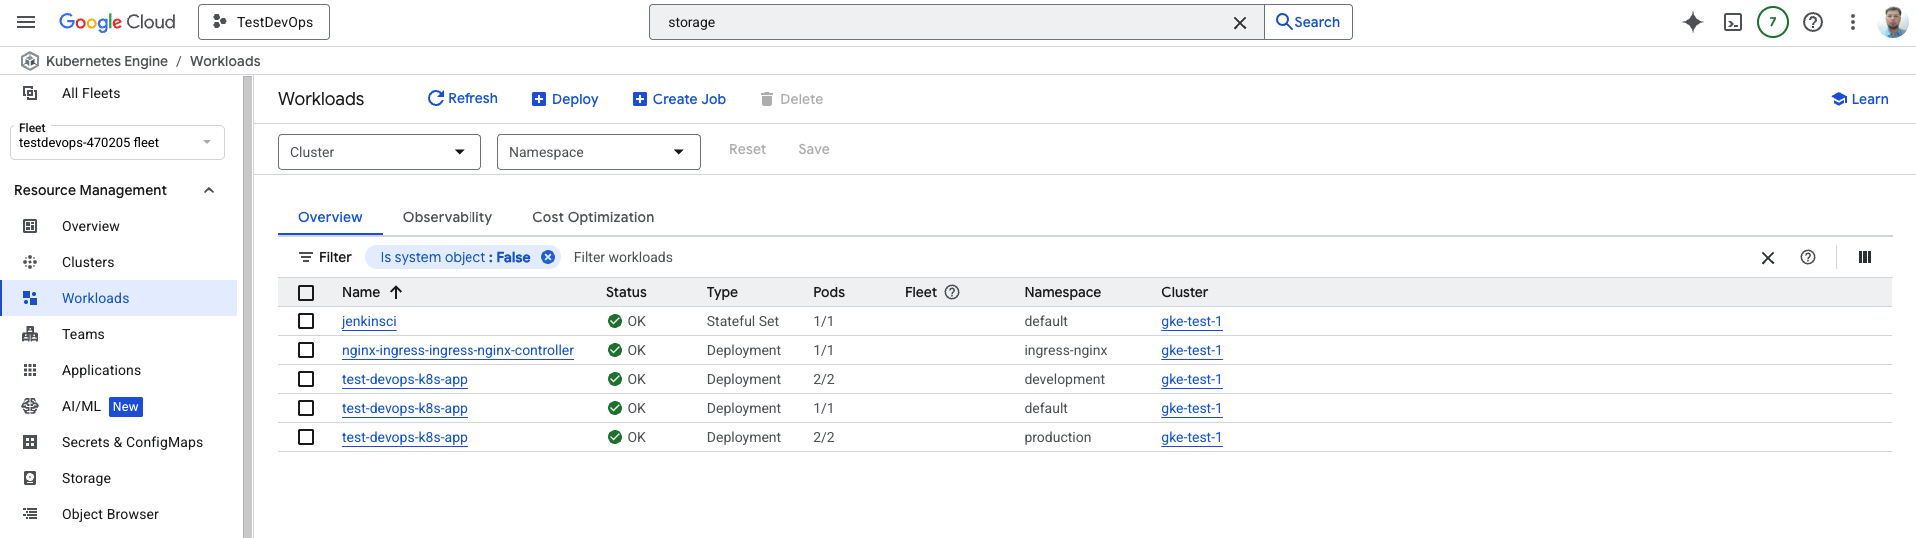 Google Cloud
TestDevOps
storage
Search
7
Kubernetes Engine / Workloads
All Fleets
Fleet
testdevops-470205 fleet
Resource Management
Overview
Clusters
Workloads
Teams
Applications
AI/ML New
Secrets & ConfigMaps
Storage
Object Browser
Workloads
Refresh
Deploy
Create Job
Delete
Learn
Cluster
Namespace
Reset
Save
Overview
Observability
Cost Optimization
Filter
Is system object : False
Filter workloads
Name Status Type Pods Fleet Namespace Cluster
jenkinsci OK Stateful Set 1/1 default gke-test-1
nginx-ingress-ingress-nginx-controller OK Deployment 1/1 ingress-nginx gke-test-1
test-devops-k8s-app OK Deployment 2/2 development gke-test-1
test-devops-k8s-app OK Deployment 1/1 default gke-test-1
test-devops-k8s-app OK Deployment 2/2 production gke-test-1